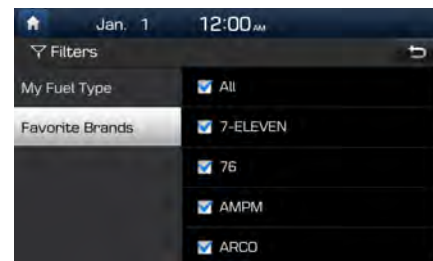 Jan. 1 12:00 AM
Filters
My Fuel Type
All
Favorite Brands
7-ELEVEN
76
AMPM
ARCO